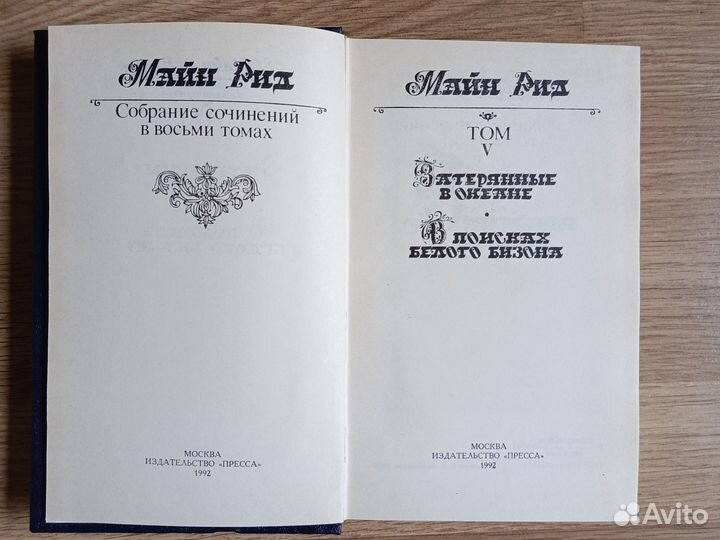 Майн Рид
Собрание сочинений
в восьми томах
МОСКВА
ИЗДАТЕЛЬСТВО «ПРЕССА»
1992
Майн Рид
ТОМ
V
Затерянные
в океане
В поисках
белого бизона
МОСКВА
ИЗДАТЕЛЬСТВО «ПРЕССА»
1992
Avito